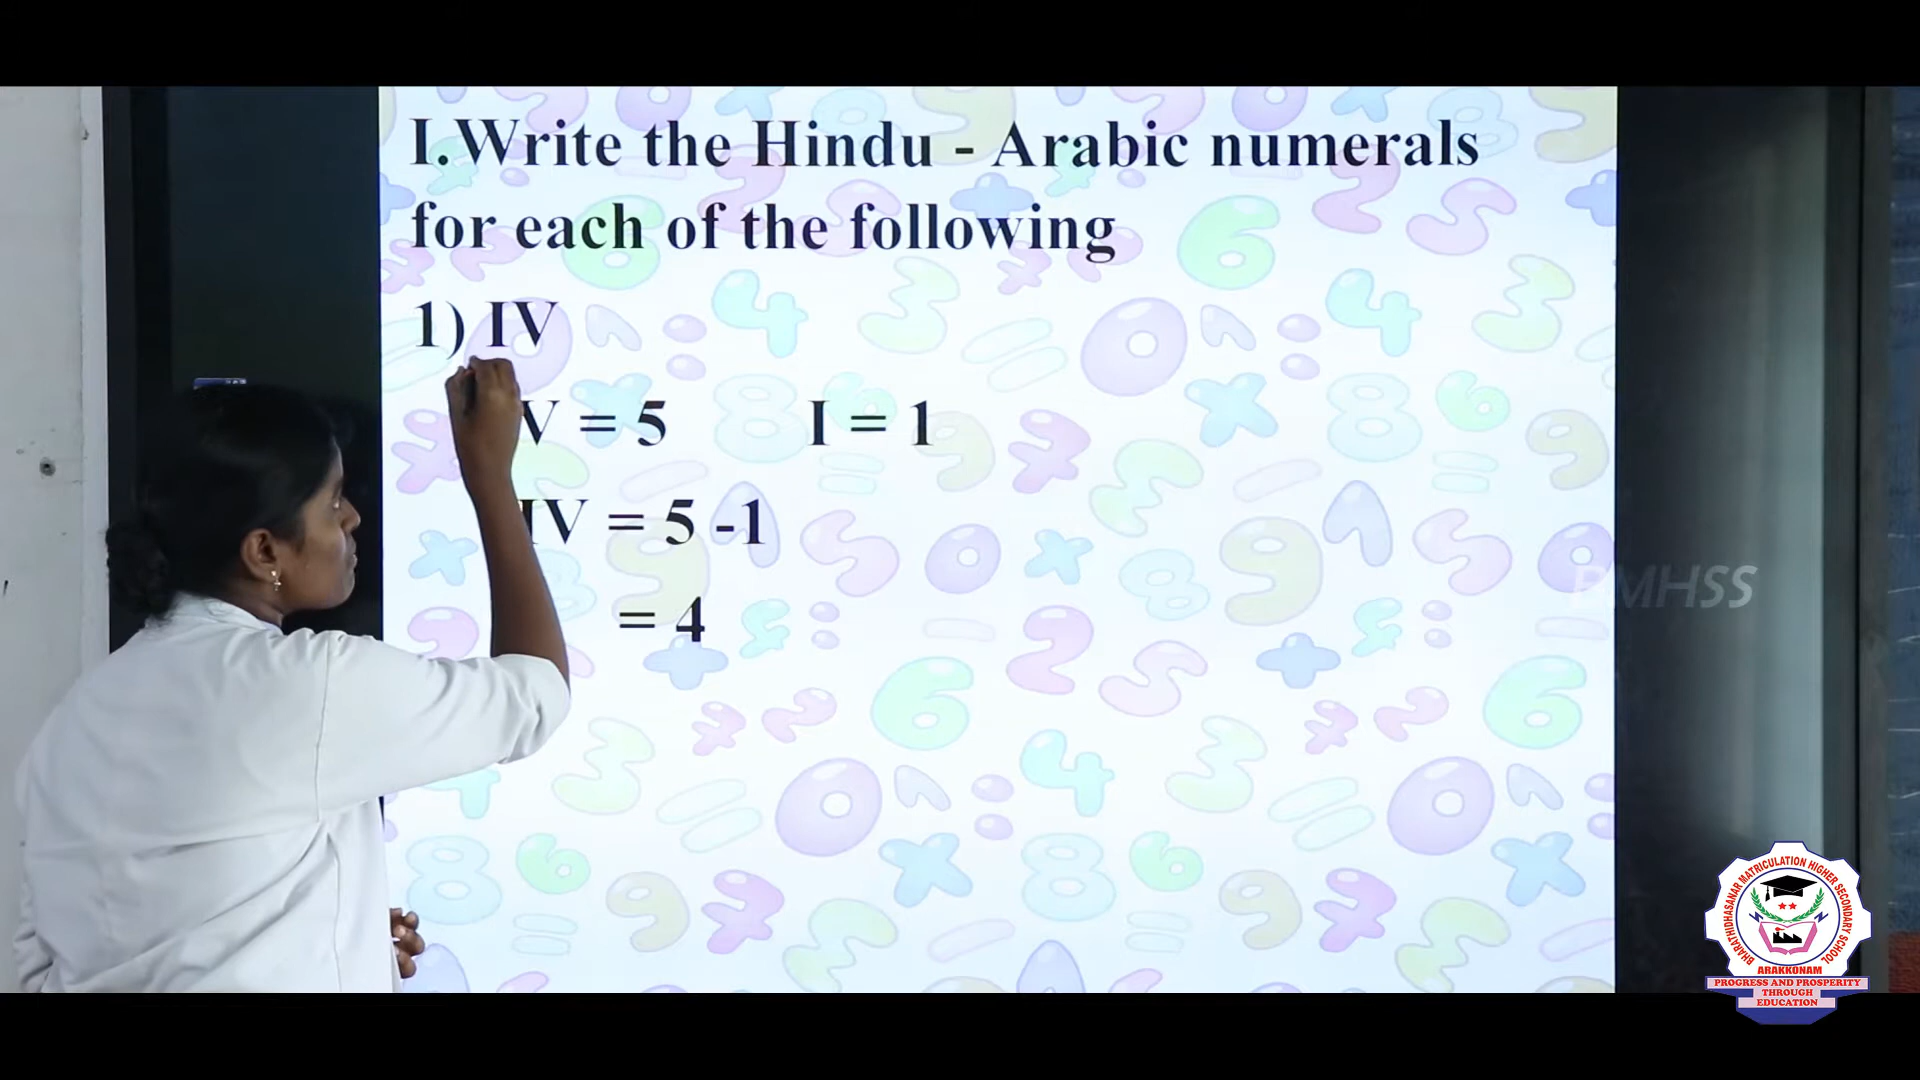 I.Write the Hindu - Arabic numerals
for each of the following
1) IV
V = 5 I = 1
IV = 5 -1
= 4
BMHSS
BHARATHIDHASANAR MATRICULATION HIGHER SECONDARY SCHOOL
ARAKKONAM
PROGRESS AND PROSPERITY
THROUGH
EDUCATION